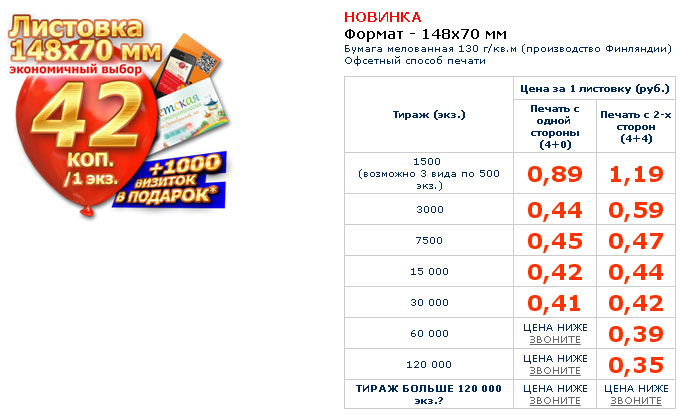 Листовка
148х70 мм
экономичный выбор
42
КОП.
/1 экз.
+1000
ВИЗИТОК
В ПОДАРОК*
НОВИНКА
Формат - 148х70 мм
Бумага мелованная 130 г/кв.м (производство Финляндии)
Офсетный способ печати
Тираж (экз.)
Цена за 1 листовку (руб.)
Печать с
одной
стороны
(4+0)
Печать с 2-х
сторон
(4+4)
1500
(возможно 3 вида по 500
экз.)
0,89
1,19
3000
0,44
0,59
7500
0,45
0,47
15 000
0,42
0,44
30 000
0,41
0,42
60 000
ЦЕНА НИЖЕ
ЗВОНИТЕ
0,39
120 000
ЦЕНА НИЖЕ
ЗВОНИТЕ
0,35
ТИРАЖ БОЛЬШЕ 120 000
экз.?
ЦЕНА НИЖЕ
ЗВОНИТЕ
ЦЕНА НИЖЕ
ЗВОНИТЕ